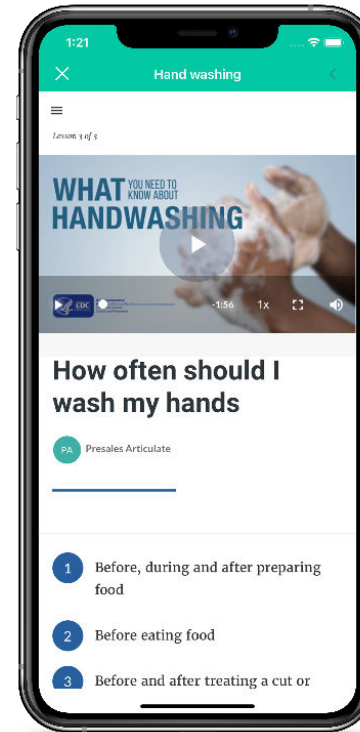 1:21
Hand washing
Lesson 3 of 3
WHAT YOU NEED TO
KNOW ABOUT
HANDWASHING
CDC
-1:56 1x
How often should I
wash my hands
PA Presales Articulate
1 Before, during and after preparing
food
2 Before eating food
3 Before and after treating a cut or